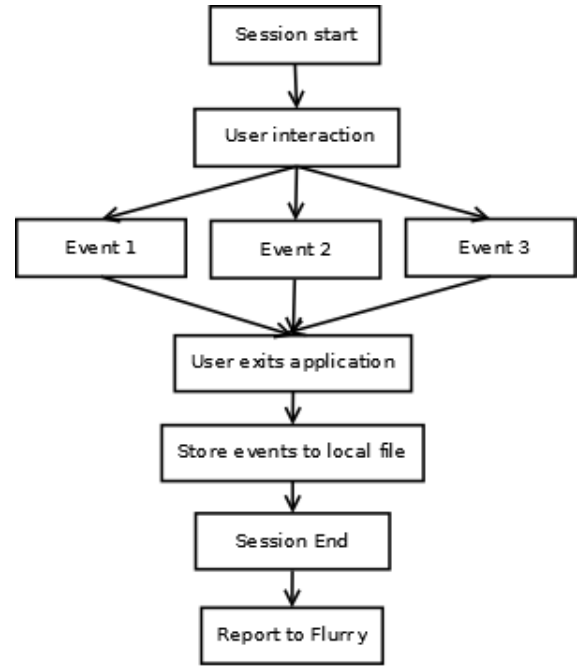 Session start
User interaction
Event 1
Event 2
Event 3
User exits application
Store events to local file
Session End
Report to Flurry